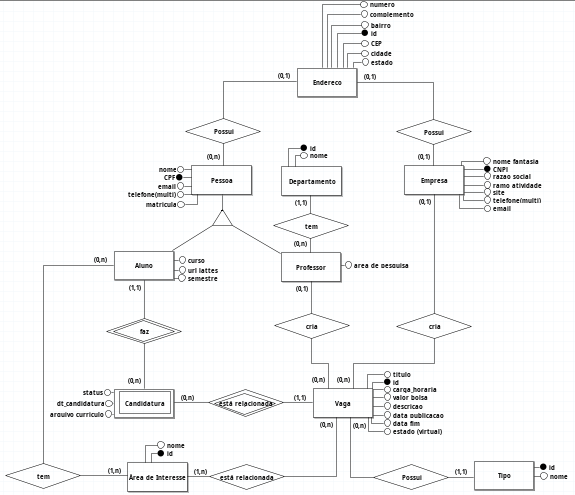 numero
complemento
bairro
id
CEP
cidade
estado
Endereco
(0,1)
(0,1)
Possui
Possui
(0,n)
(0,1)
id
nome
nome
CPF
email
telefone(multi)
matricula
Pessoa
Departamento
Empresa
nome fantasia
CNPJ
razao social
ramo atividade
site
telefone(multi)
email
(1,1)
(0,1)
tem
(0,n)
(0,n)
Aluno
curso
url lattes
semestre
Professor
area de pesquisa
(1,1)
(0,1)
faz
cria
cria
(0,n)
(0,n)
(0,n)
status
dt_candidatura
arquivo curriculo
Candidatura
(0,n)
está relacionada
(1,1)
Vaga
titulo
id
carga_horaria
valor bolsa
descricao
data publicacao
data fim
estado (virtual)
(0,n)
(0,n)
nome
id
tem
(1,n)
Area de Interesse
(1,n)
está relacionada
Possui
(1,1)
Tipo
id
nome